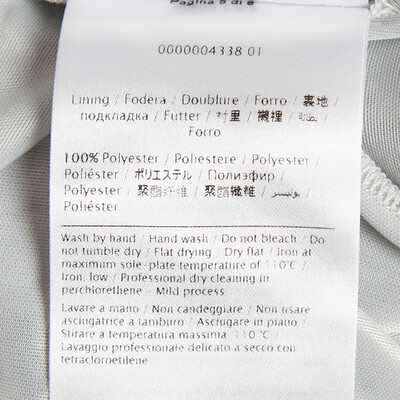 Pagina 5 di 6
0000004338 01
Lining / Fodera / Doublure / Forro / 裏地 /
подкладка / Futter / 衬里 / 襯裡 / بطانة /
Forro
100% Polyester / Poliestere / Polyester /
Poliéster / ポリエステル / Полиэфир /
Polyester / 聚酯纤维 / 聚酯纖維 / بوليستر /
Poliéster
Wash by hand / Hand wash / Do not bleach / Do
not tumble dry / Flat drying / Dry flat / Iron at
maximum sole-plate temperature of 110°C /
Iron, low / Professional dry cleaning in
perchlorethene - Mild process
Lavare a mano / Non candeggiare / Non usare
asciugatrice a tamburo / Asciugare in piano /
Stirare a temperatura massima 110°C /
Lavaggio professionale delicato a secco con
tetracloroetilene